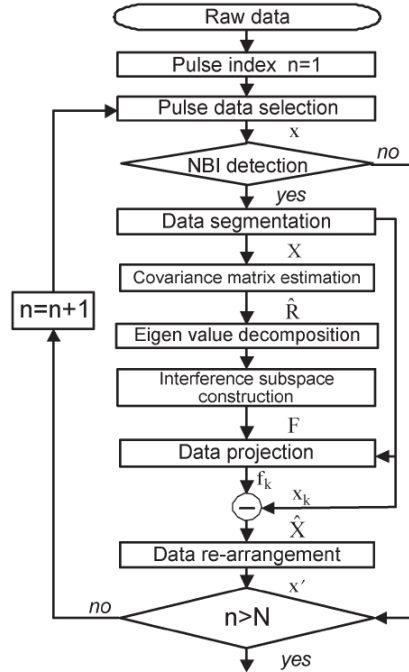 Raw data
Pulse index n=1
Pulse data selection
x
no
NBI detection
yes
Data segmentation
X
Covariance matrix estimation
n=n+1
R̂
Eigen value decomposition
Interference subspace
construction
F
Data projection
fk
xk
−
X̂
Data re-arrangement
x′
no
n>N
yes